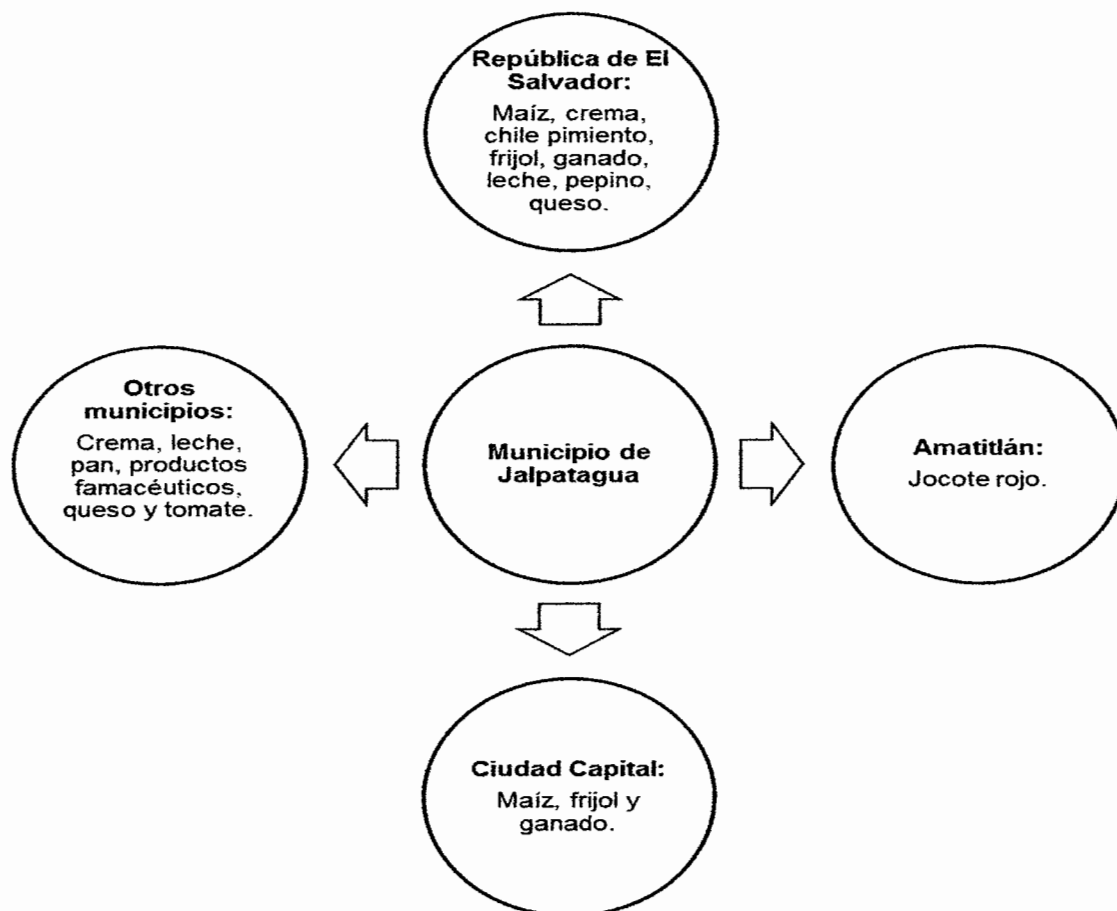 República de El
Salvador:
Maíz, crema,
chile pimiento,
frijol, ganado,
leche, pepino,
queso.
Otros
municipios:
Crema, leche,
pan, productos
famacéuticos,
queso y tomate.
Municipio de
Jalpatagua
Amatitlán:
Jocote rojo.
Ciudad Capital:
Maíz, frijol y
ganado.